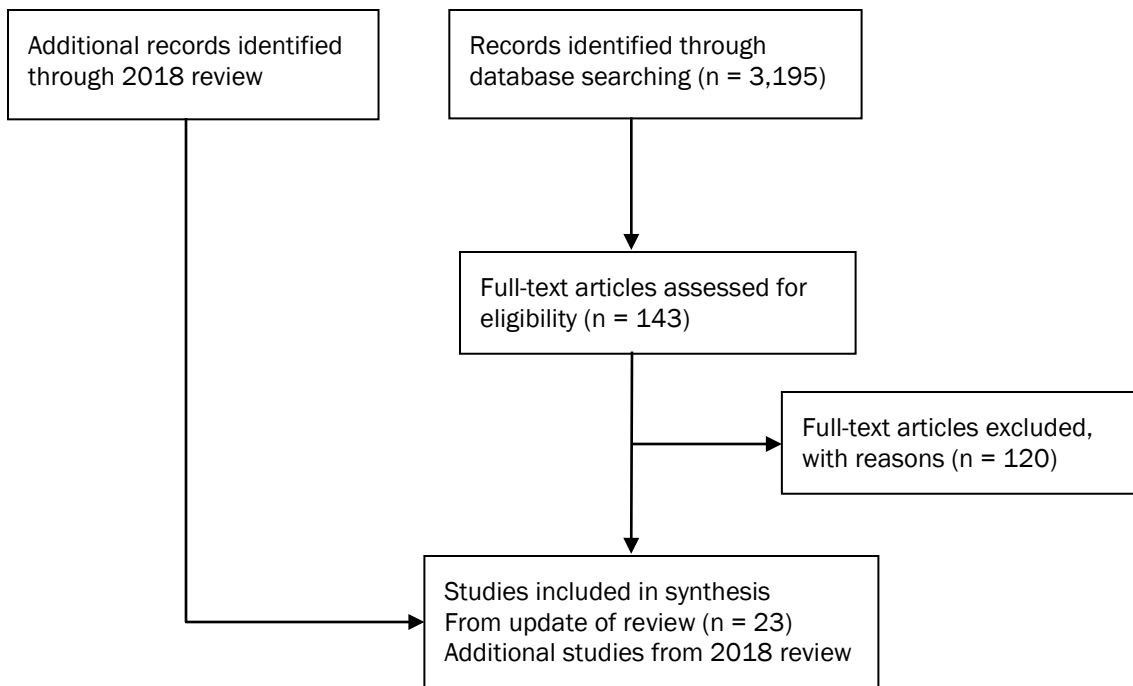 Additional records identified
through 2018 review
Records identified through
database searching (n = 3,195)
Full-text articles assessed for
eligibility (n = 143)
Full-text articles excluded,
with reasons (n = 120)
Studies included in synthesis
From update of review (n = 23)
Additional studies from 2018 review